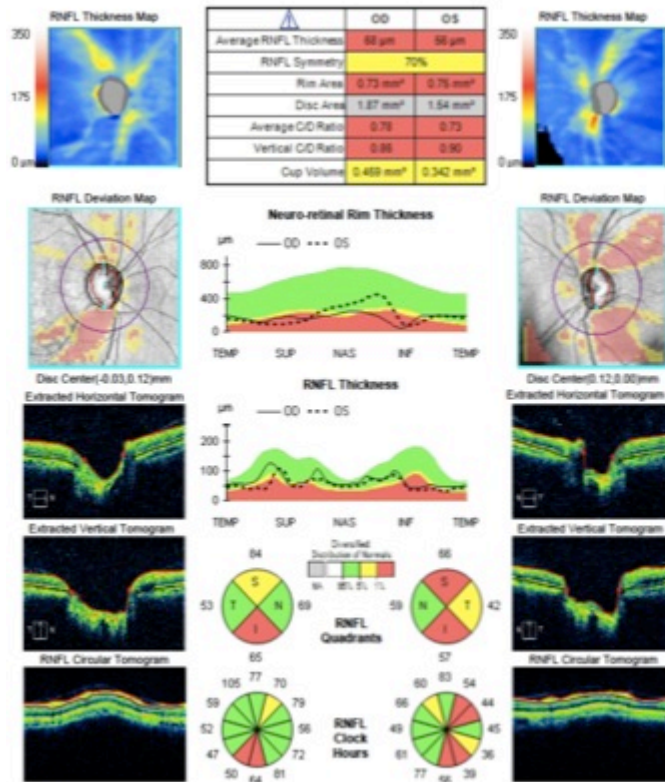 RNFL Thickness Map
350
175
0 µm
OD OS
Average RNFL Thickness 56 µm
RNFL Symmetry 70%
Rim Area 0.73 mm² 0.75 mm²
Disc Area 1.87 mm² 1.54 mm²
Average C/D Ratio 0.78 0.73
Vertical C/D Ratio 0.86 0.90
Cup Volume 0.469 mm³ 0.342 mm³
RNFL Thickness Map
350
175
0 µm
RNFL Deviation Map
Disc Center(-0.03,0.12)mm
Neuro-retinal Rim Thickness
µm OD OS
800
400
0
TEMP SUP NAS INF TEMP
RNFL Deviation Map
Disc Center(0.12,0.00)mm
Extracted Horizontal Tomogram
RNFL Thickness
µm OD OS
200
100
0
TEMP SUP NAS INF TEMP
Extracted Horizontal Tomogram
Extracted Vertical Tomogram
Diversified
Distribution of Normals
NA 95% 5% 1%
84
53 S T N I 69
65
RNFL
Quadrants
66
59 S N T I 42
57
Extracted Vertical Tomogram
RNFL Circular Tomogram
77
105 70
59 79
52 56
47 72
50 81
64
RNFL
Clock
Hours
83
60 54
66 44
49 45
61 36
77 39
56
RNFL Circular Tomogram